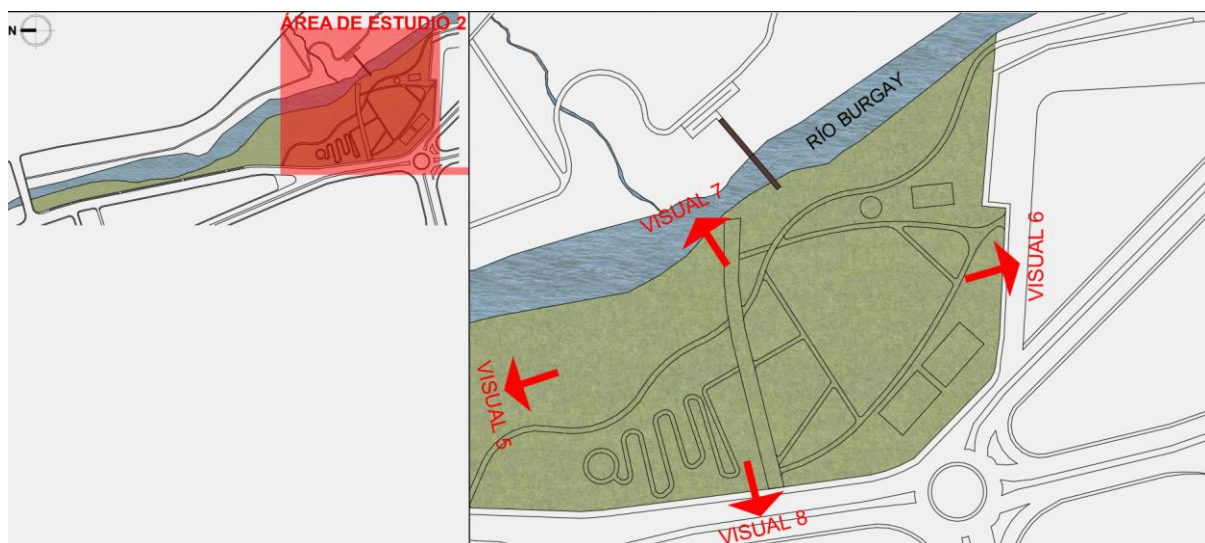 ÁREA DE ESTUDIO 2
N
RÍO BURGAY
VISUAL 7
VISUAL 6
VISUAL 5
VISUAL 8